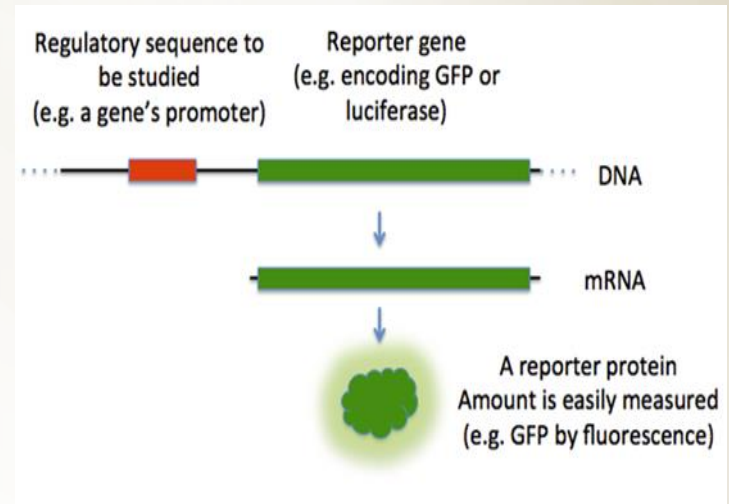 Regulatory sequence to
be studied
(e.g. a gene's promoter)
Reporter gene
(e.g. encoding GFP or
luciferase)
DNA
mRNA
A reporter protein
Amount is easily measured
(e.g. GFP by fluorescence)